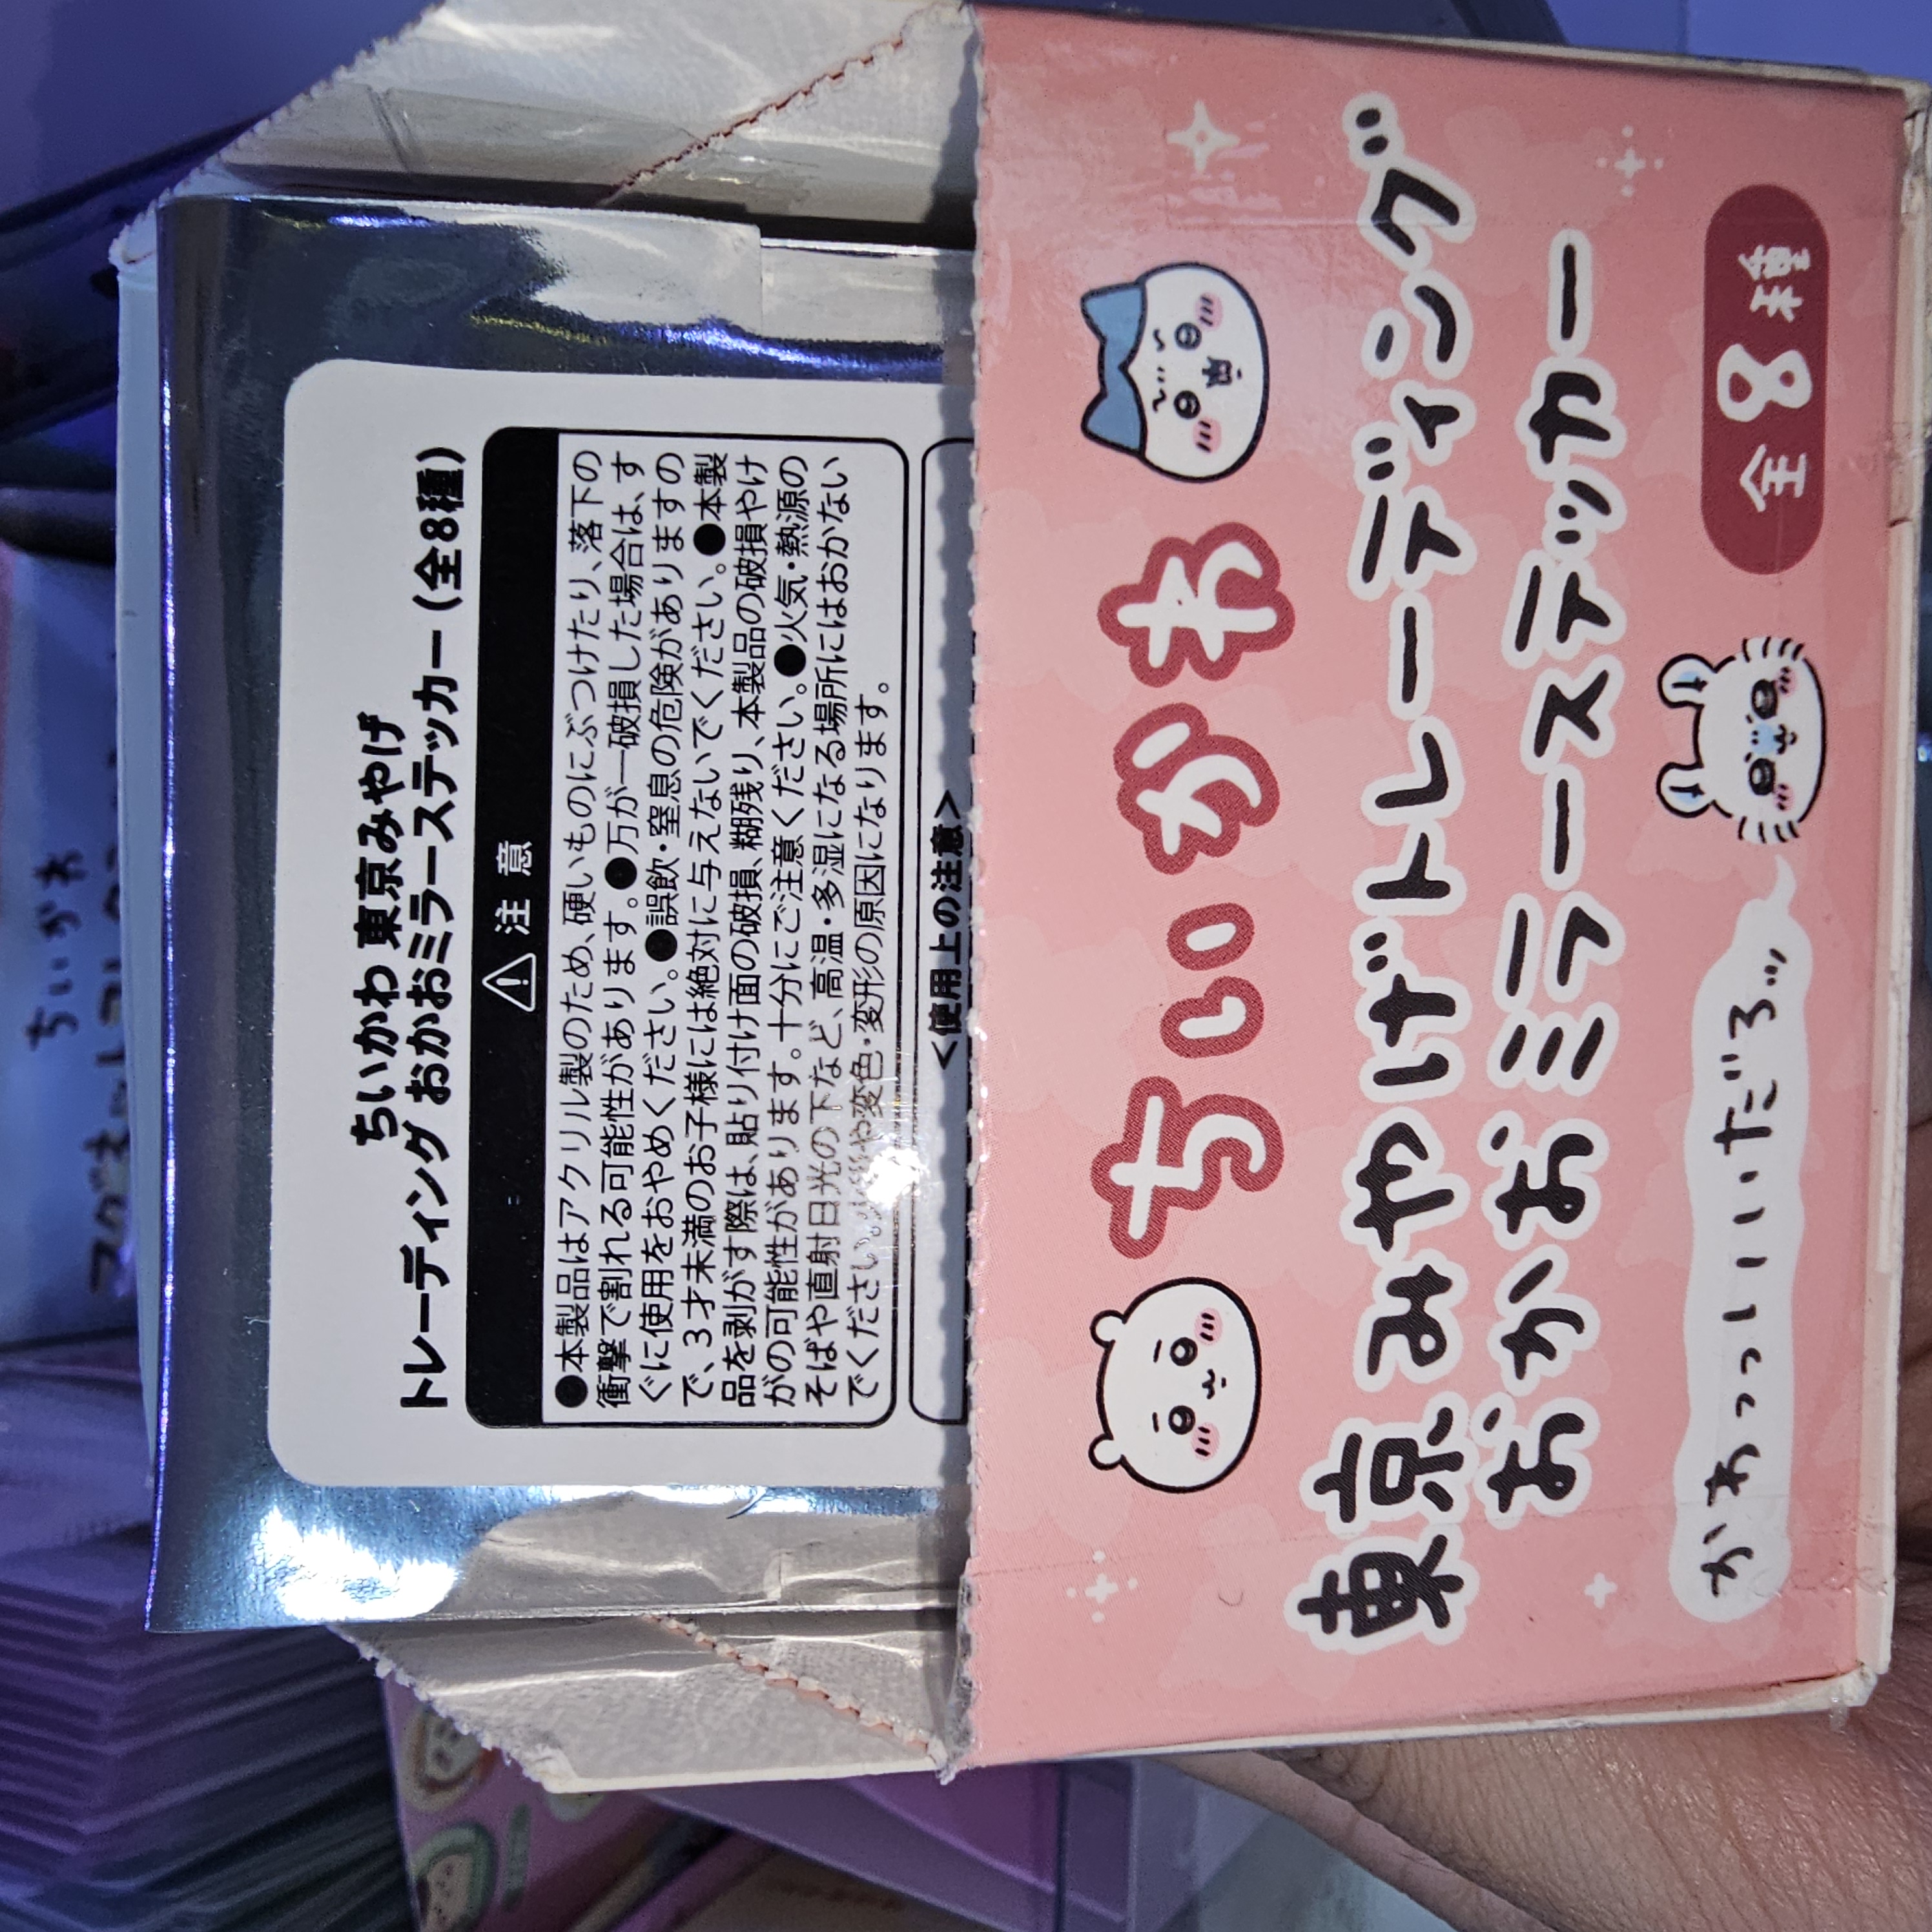 ちいかわ 東京みやげ
トレーディング おかおミラーステッカー（全8種）
注意
●本製品はアクリル製のため、硬いものにぶつけたり、落下の
衝撃で割れる可能性があります。●万が一破損した場合は、す
ぐに使用をおやめください。●誤飲・窒息の危険がありますの
で、3才未満のお子様には絶対に与えないでください。●本製
品を剥がす際は、貼り付け面の破損、糊残り、本製品の破損やけ
がの可能性があります。十分にご注意ください。●火気・熱源の
そばや直射日光の下など、高温・多湿になる場所にはおかない
でください。や変色・変形の原因になります。
<使用上の注意>
ちいかわ
東京みやげトレーディング
おかおミラーステッカー
全8種
かわっっいいだろ…
ちいかわ